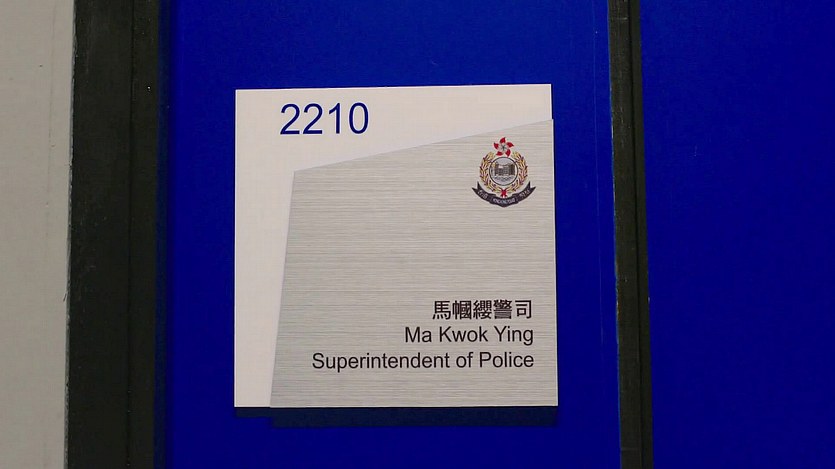 2210
馬幗纓警司
Ma Kwok Ying
Superintendent of Police